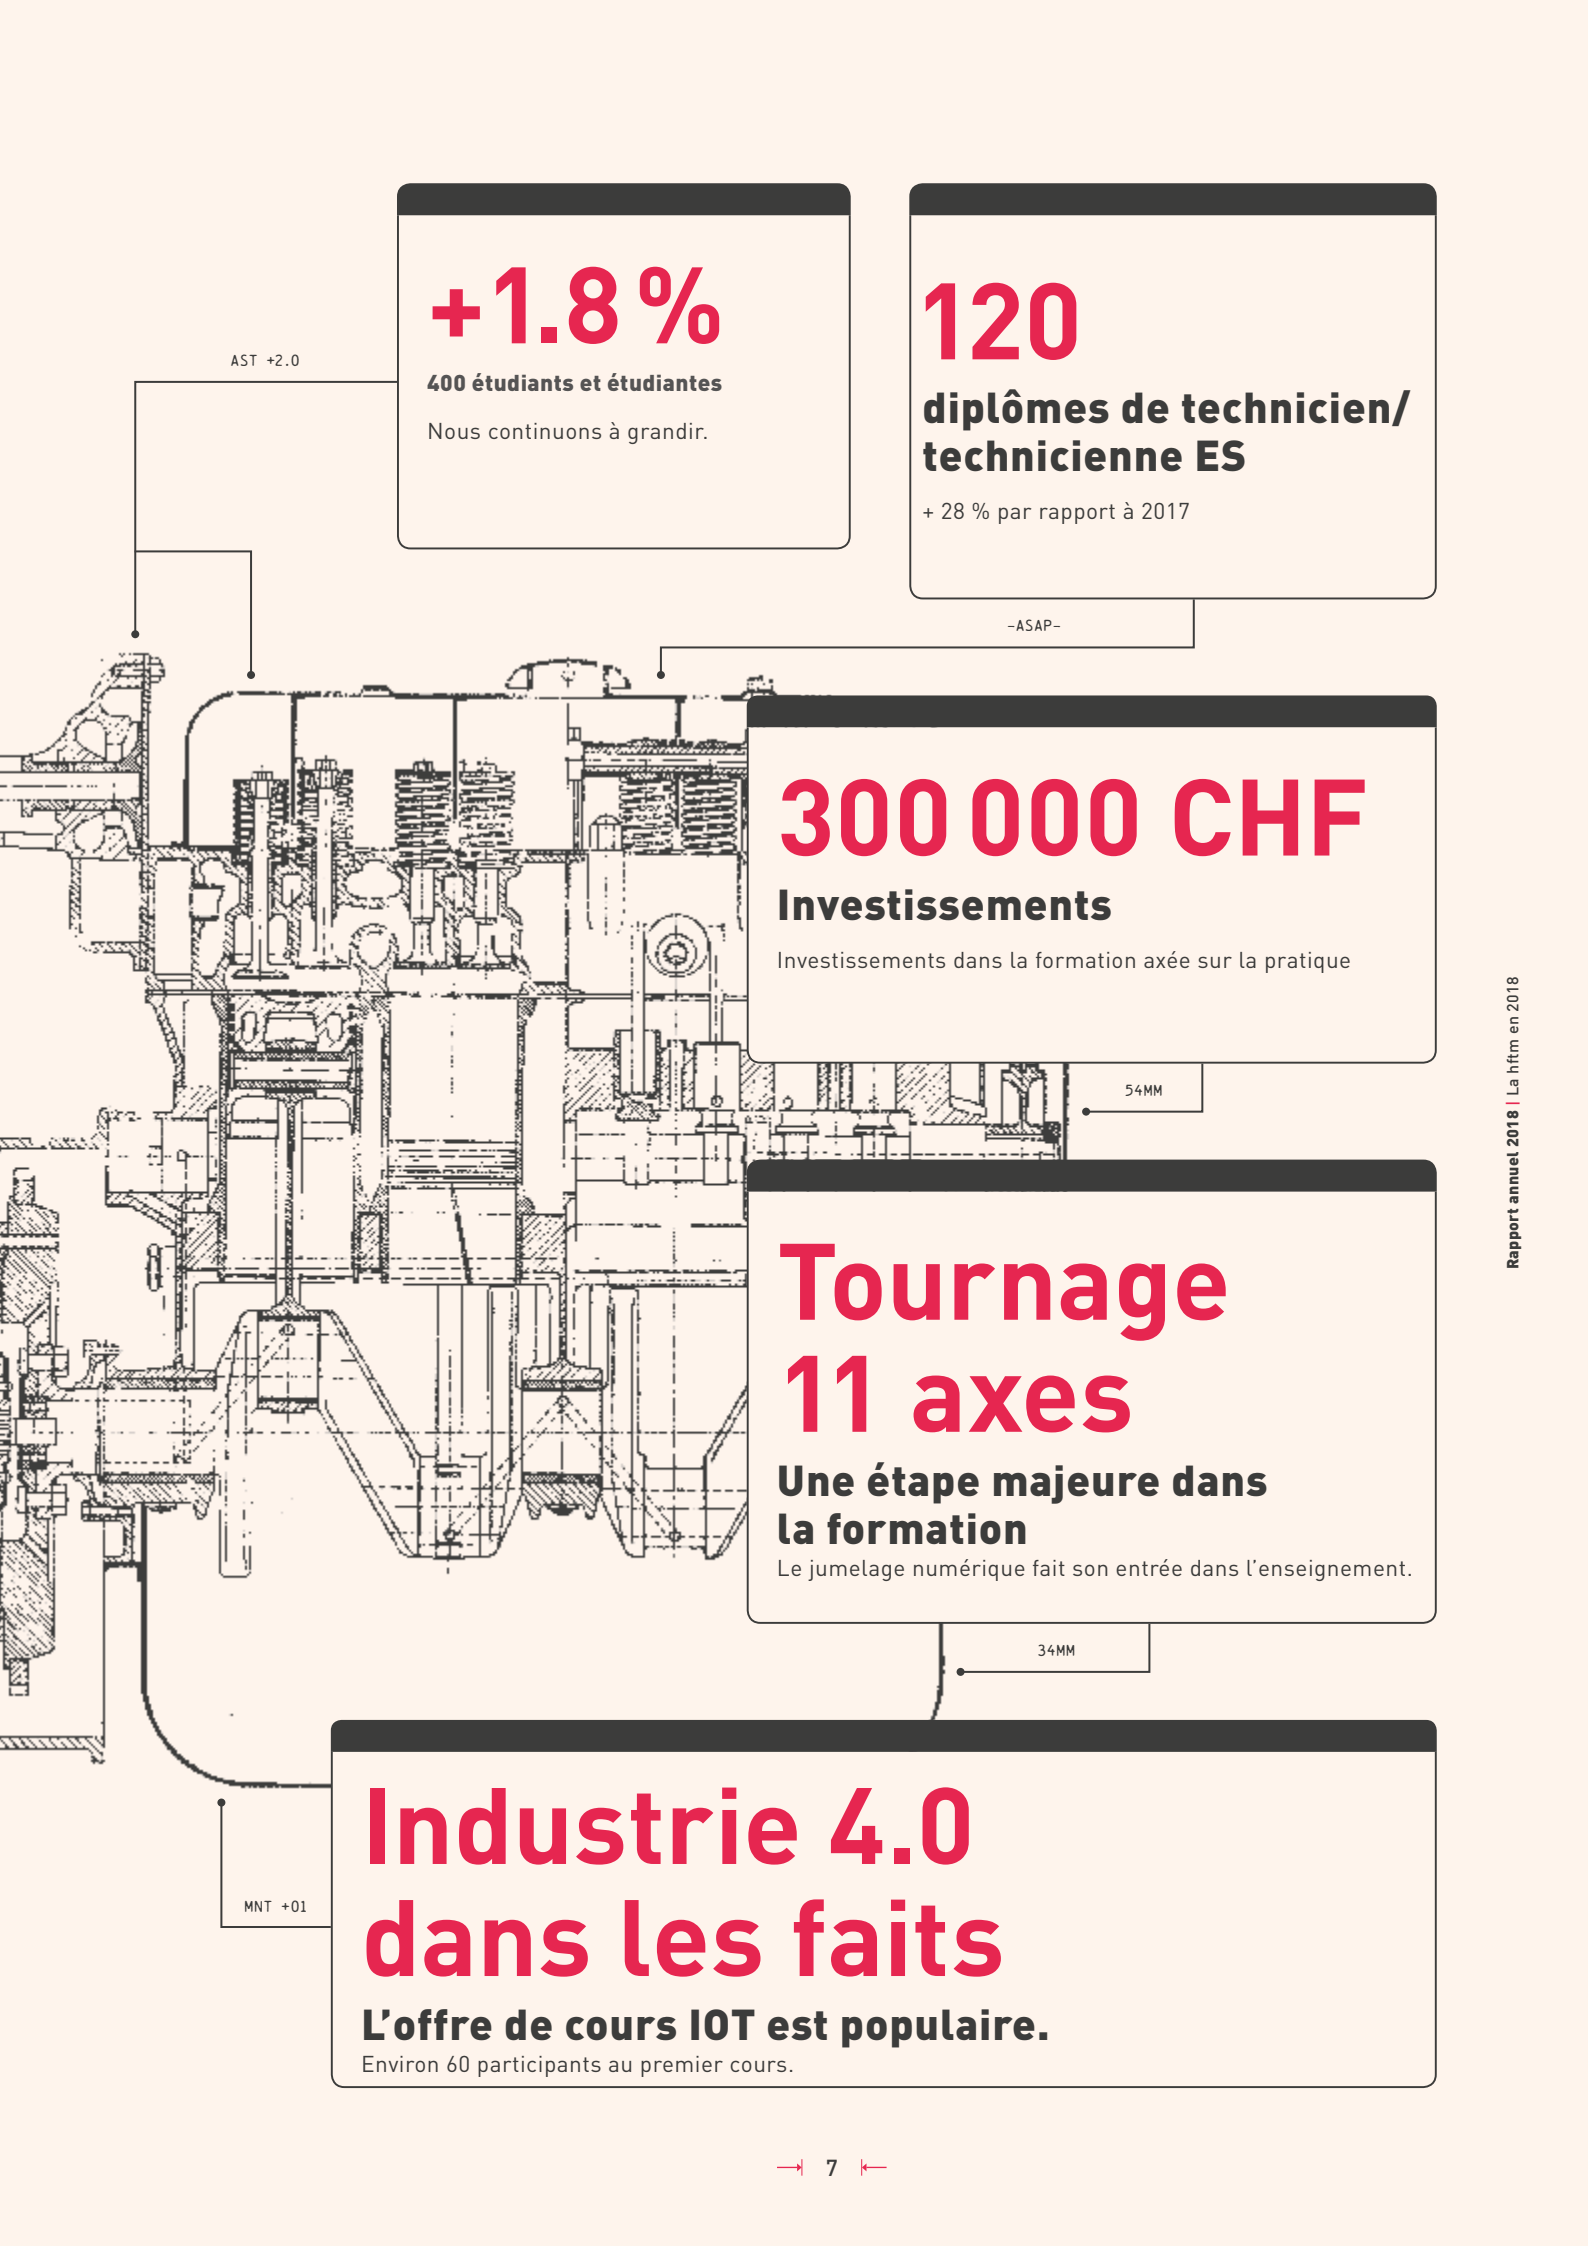 +1.8 %
400 étudiants et étudiantes
Nous continuons à grandir.
120
diplômes de technicien/
technicienne ES
+ 28 % par rapport à 2017
AST +2.0
-ASAP-
300 000 CHF
Investissements
Investissements dans la formation axée sur la pratique
54MM
Tournage
11 axes
Une étape majeure dans
la formation
Le jumelage numérique fait son entrée dans l’enseignement.
34MM
Industrie 4.0
dans les faits
L’offre de cours IOT est populaire.
Environ 60 participants au premier cours.
MNT +01
Rapport annuel 2018 | La hftm en 2018
7